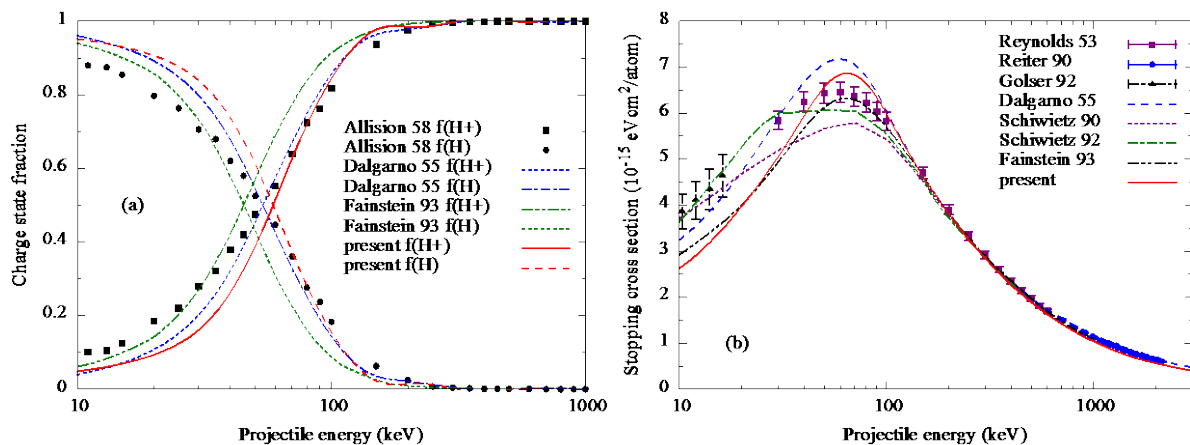 1
0.8
0.6
0.4
0.2
0
10
100
1000
Charge state fraction
Projectile energy (keV)
(a)
Allision 58 f(H+)
Allision 58 f(H)
Dalgarno 55 f(H+)
Dalgarno 55 f(H)
Fainstein 93 f(H+)
Fainstein 93 f(H)
present f(H+)
present f(H)
8
7
6
5
4
3
2
1
0
10
100
1000
Stopping cross section (10⁻¹⁵ eV cm²/atom)
Projectile energy (keV)
(b)
Reynolds 53
Reiter 90
Golser 92
Dalgarno 55
Schiwietz 90
Schiwietz 92
Fainstein 93
present